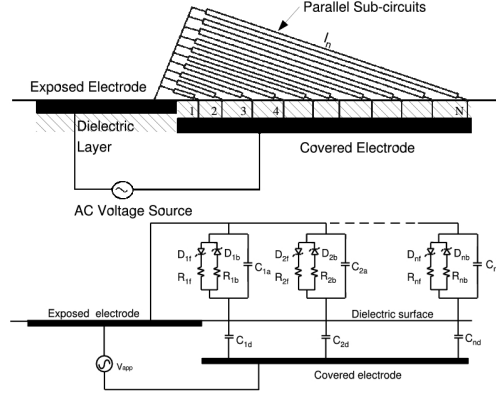 Parallel Sub-circuits
l_n
Exposed Electrode
1 2 3 4 N
Dielectric
Layer
Covered Electrode
AC Voltage Source
D1f D1b C1a D2f D2b C2a Dnf Dnb
R1f R1b R2f R2b Rnf Rnb
Exposed electrode
Dielectric surface
C1d C2d Cnd
Vapp
Covered electrode